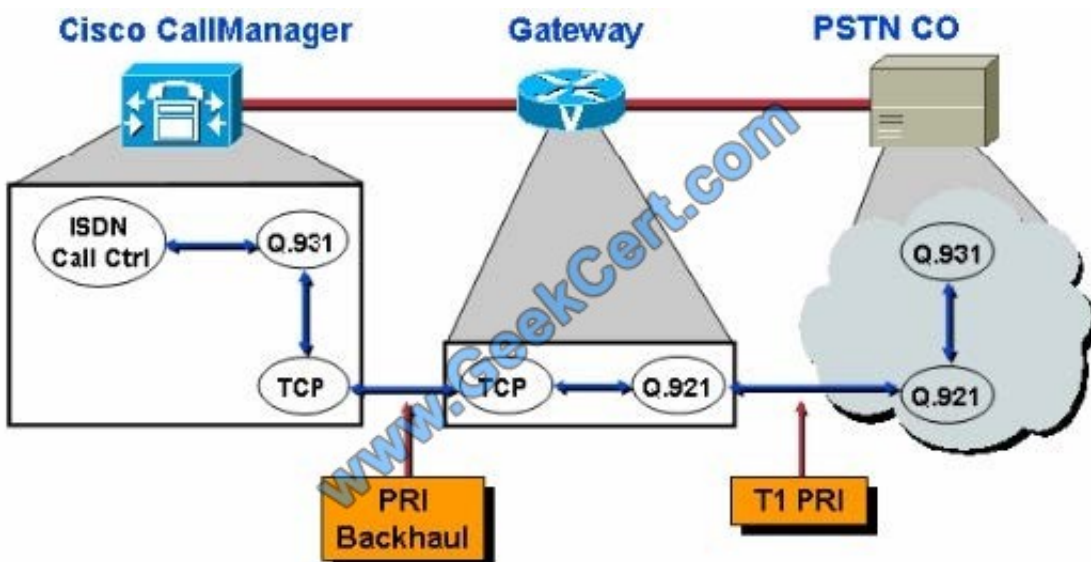 Cisco CallManager
Gateway
PSTN CO
V
ISDN
Call Ctrl
Q.931
Q.931
TCP
TCP
Q.921
Q.921
PRI
Backhaul
T1 PRI
www.GeekCert.com